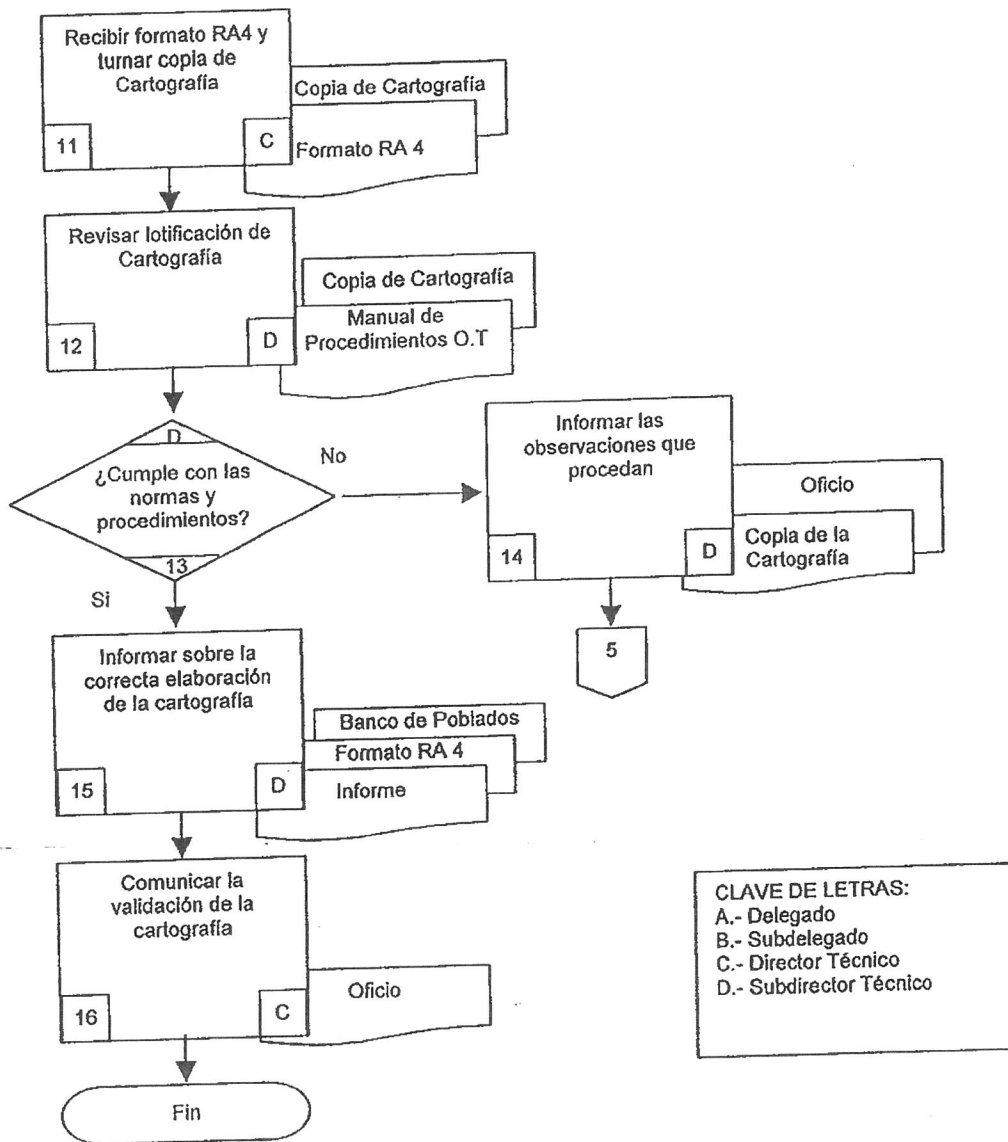 Recibir formato RA4 y
turnar copia de
Cartografía
11
C
Copia de Cartografía
Formato RA 4
Revisar lotificación de
Cartografía
12
D
Copia de Cartografía
Manual de
Procedimientos O.T
D
¿Cumple con las
normas y
procedimientos?
13
No
Si
Informar las
observaciones que
procedan
14
D
Oficio
Copia de la
Cartografía
5
Informar sobre la
correcta elaboración
de la cartografía
15
D
Banco de Poblados
Formato RA 4
Informe
Comunicar la
validación de la
cartografía
16
C
Oficio
Fin
CLAVE DE LETRAS:
A.- Delegado
B.- Subdelegado
C.- Director Técnico
D.- Subdirector Técnico